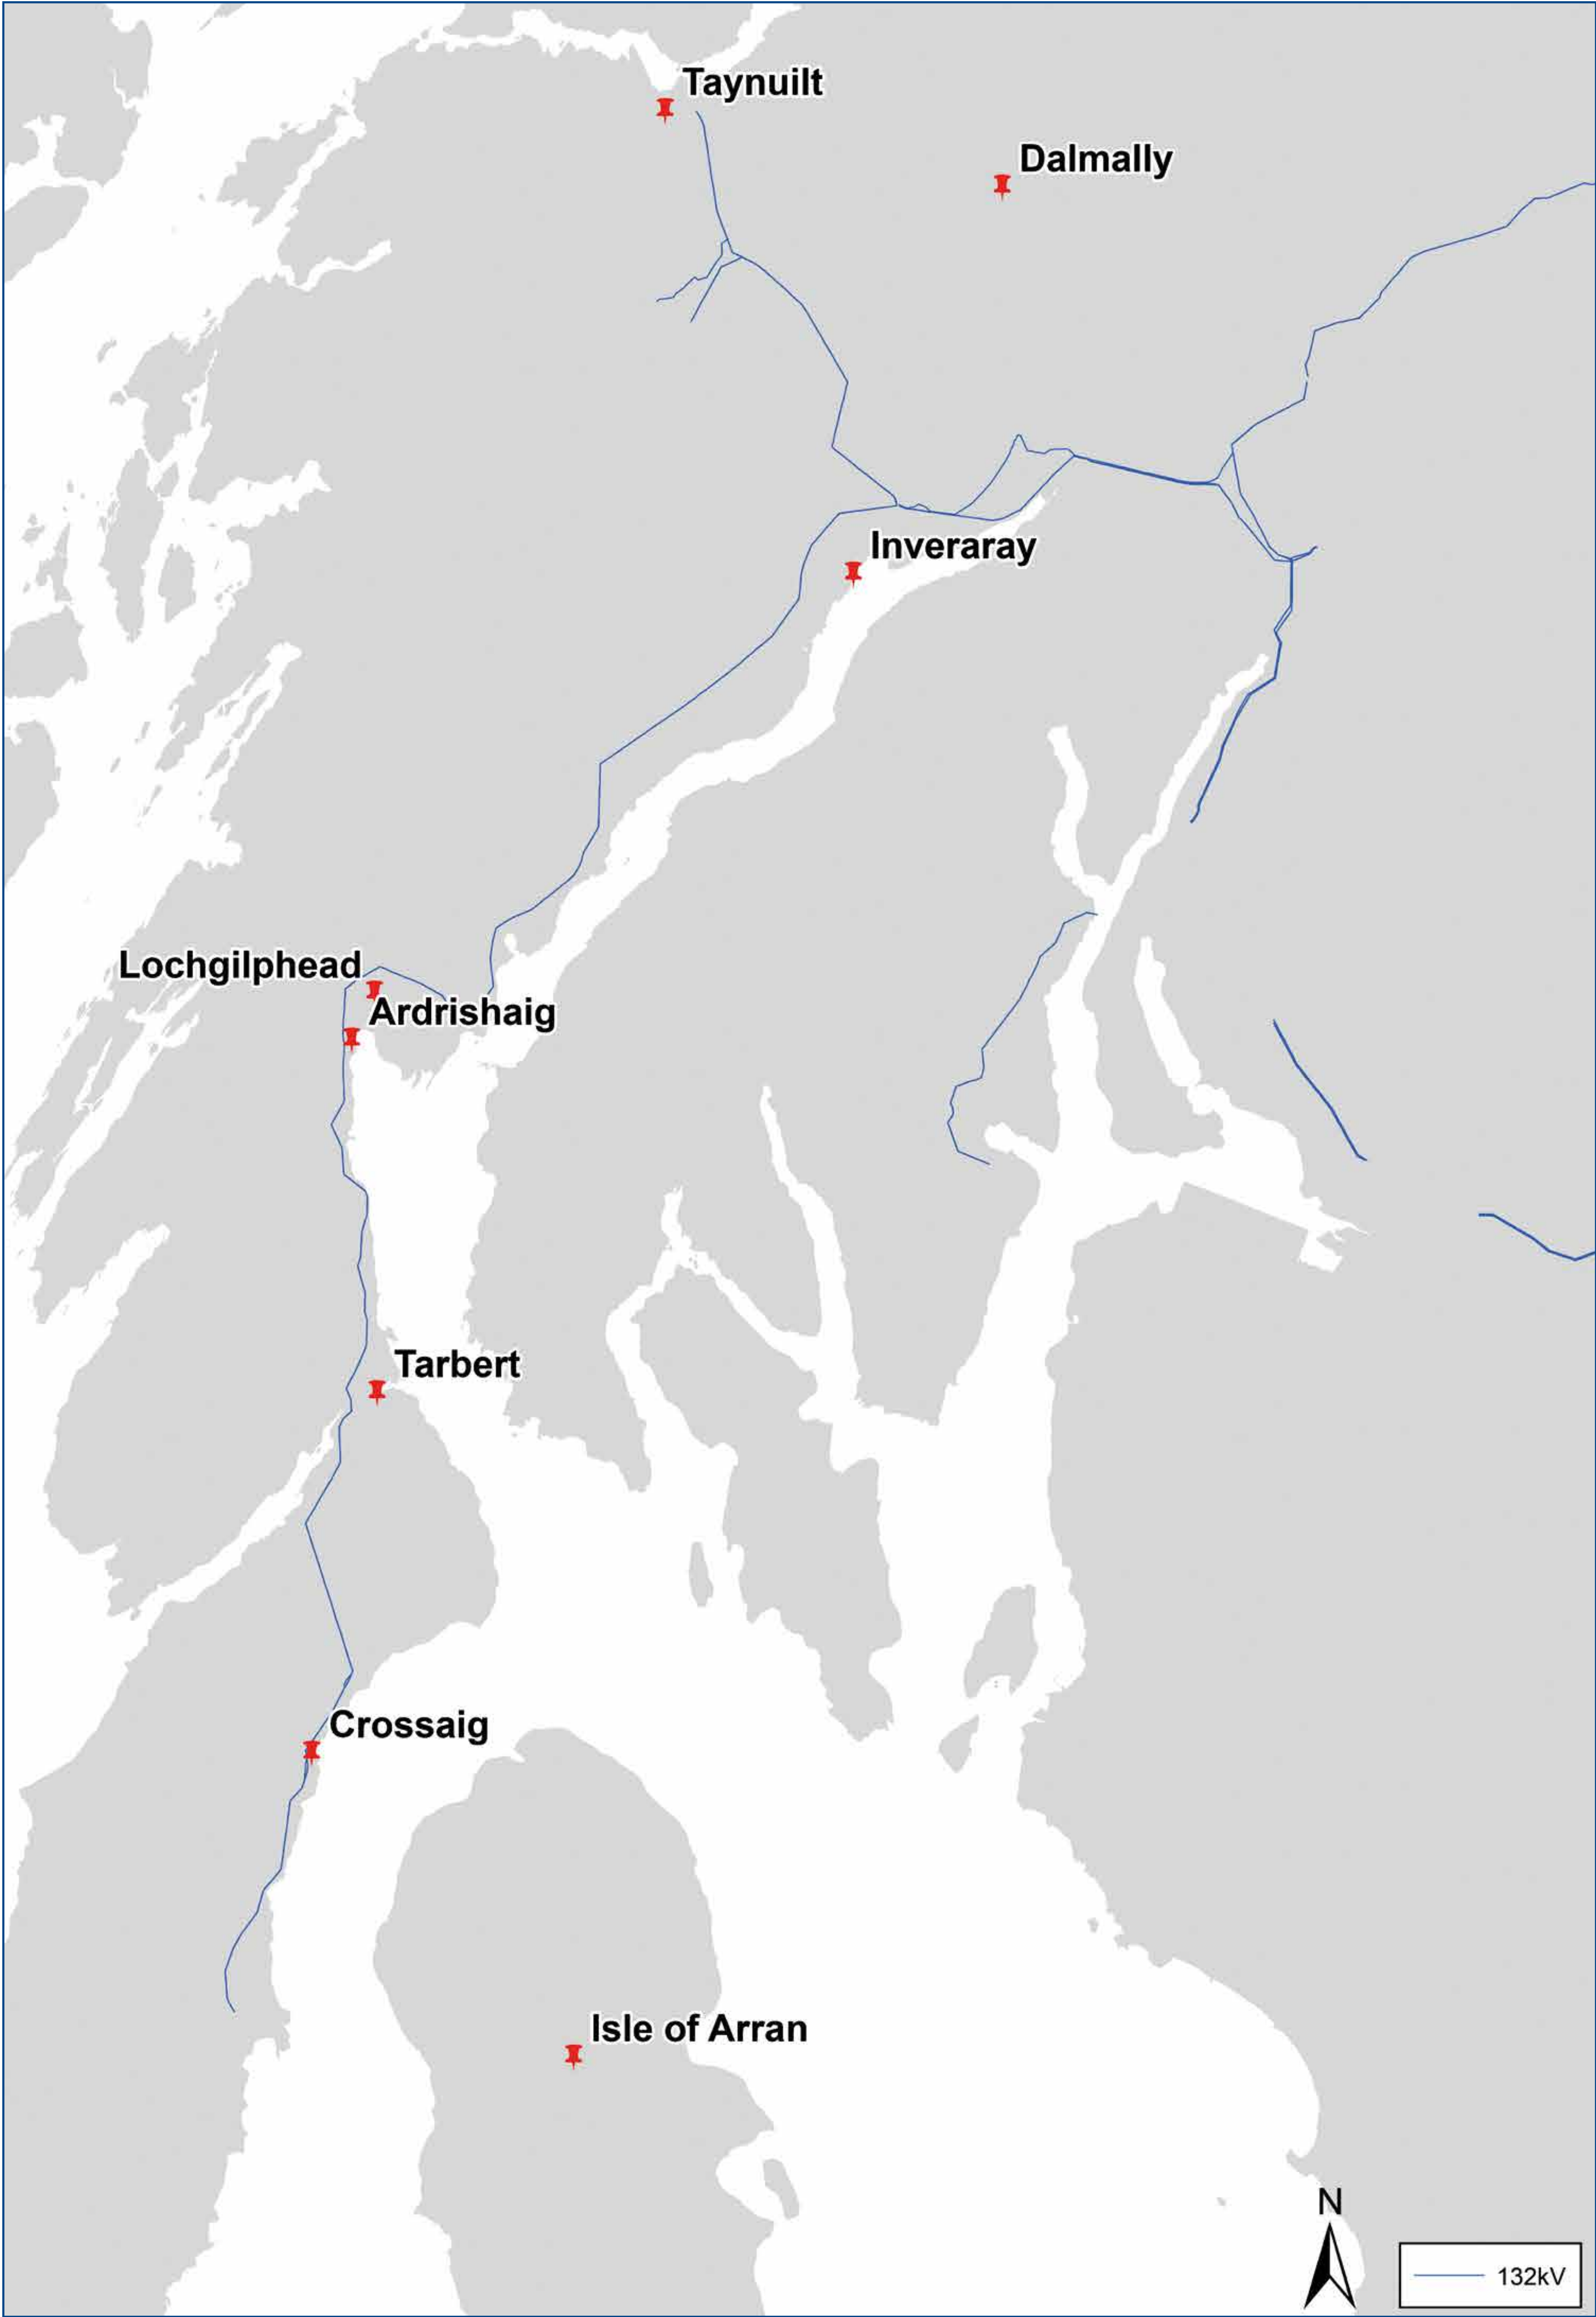 Taynuilt
Dalmally
Inveraray
Lochgilphead
Ardrishaig
Tarbert
Crossaig
Isle of Arran
N
132kV